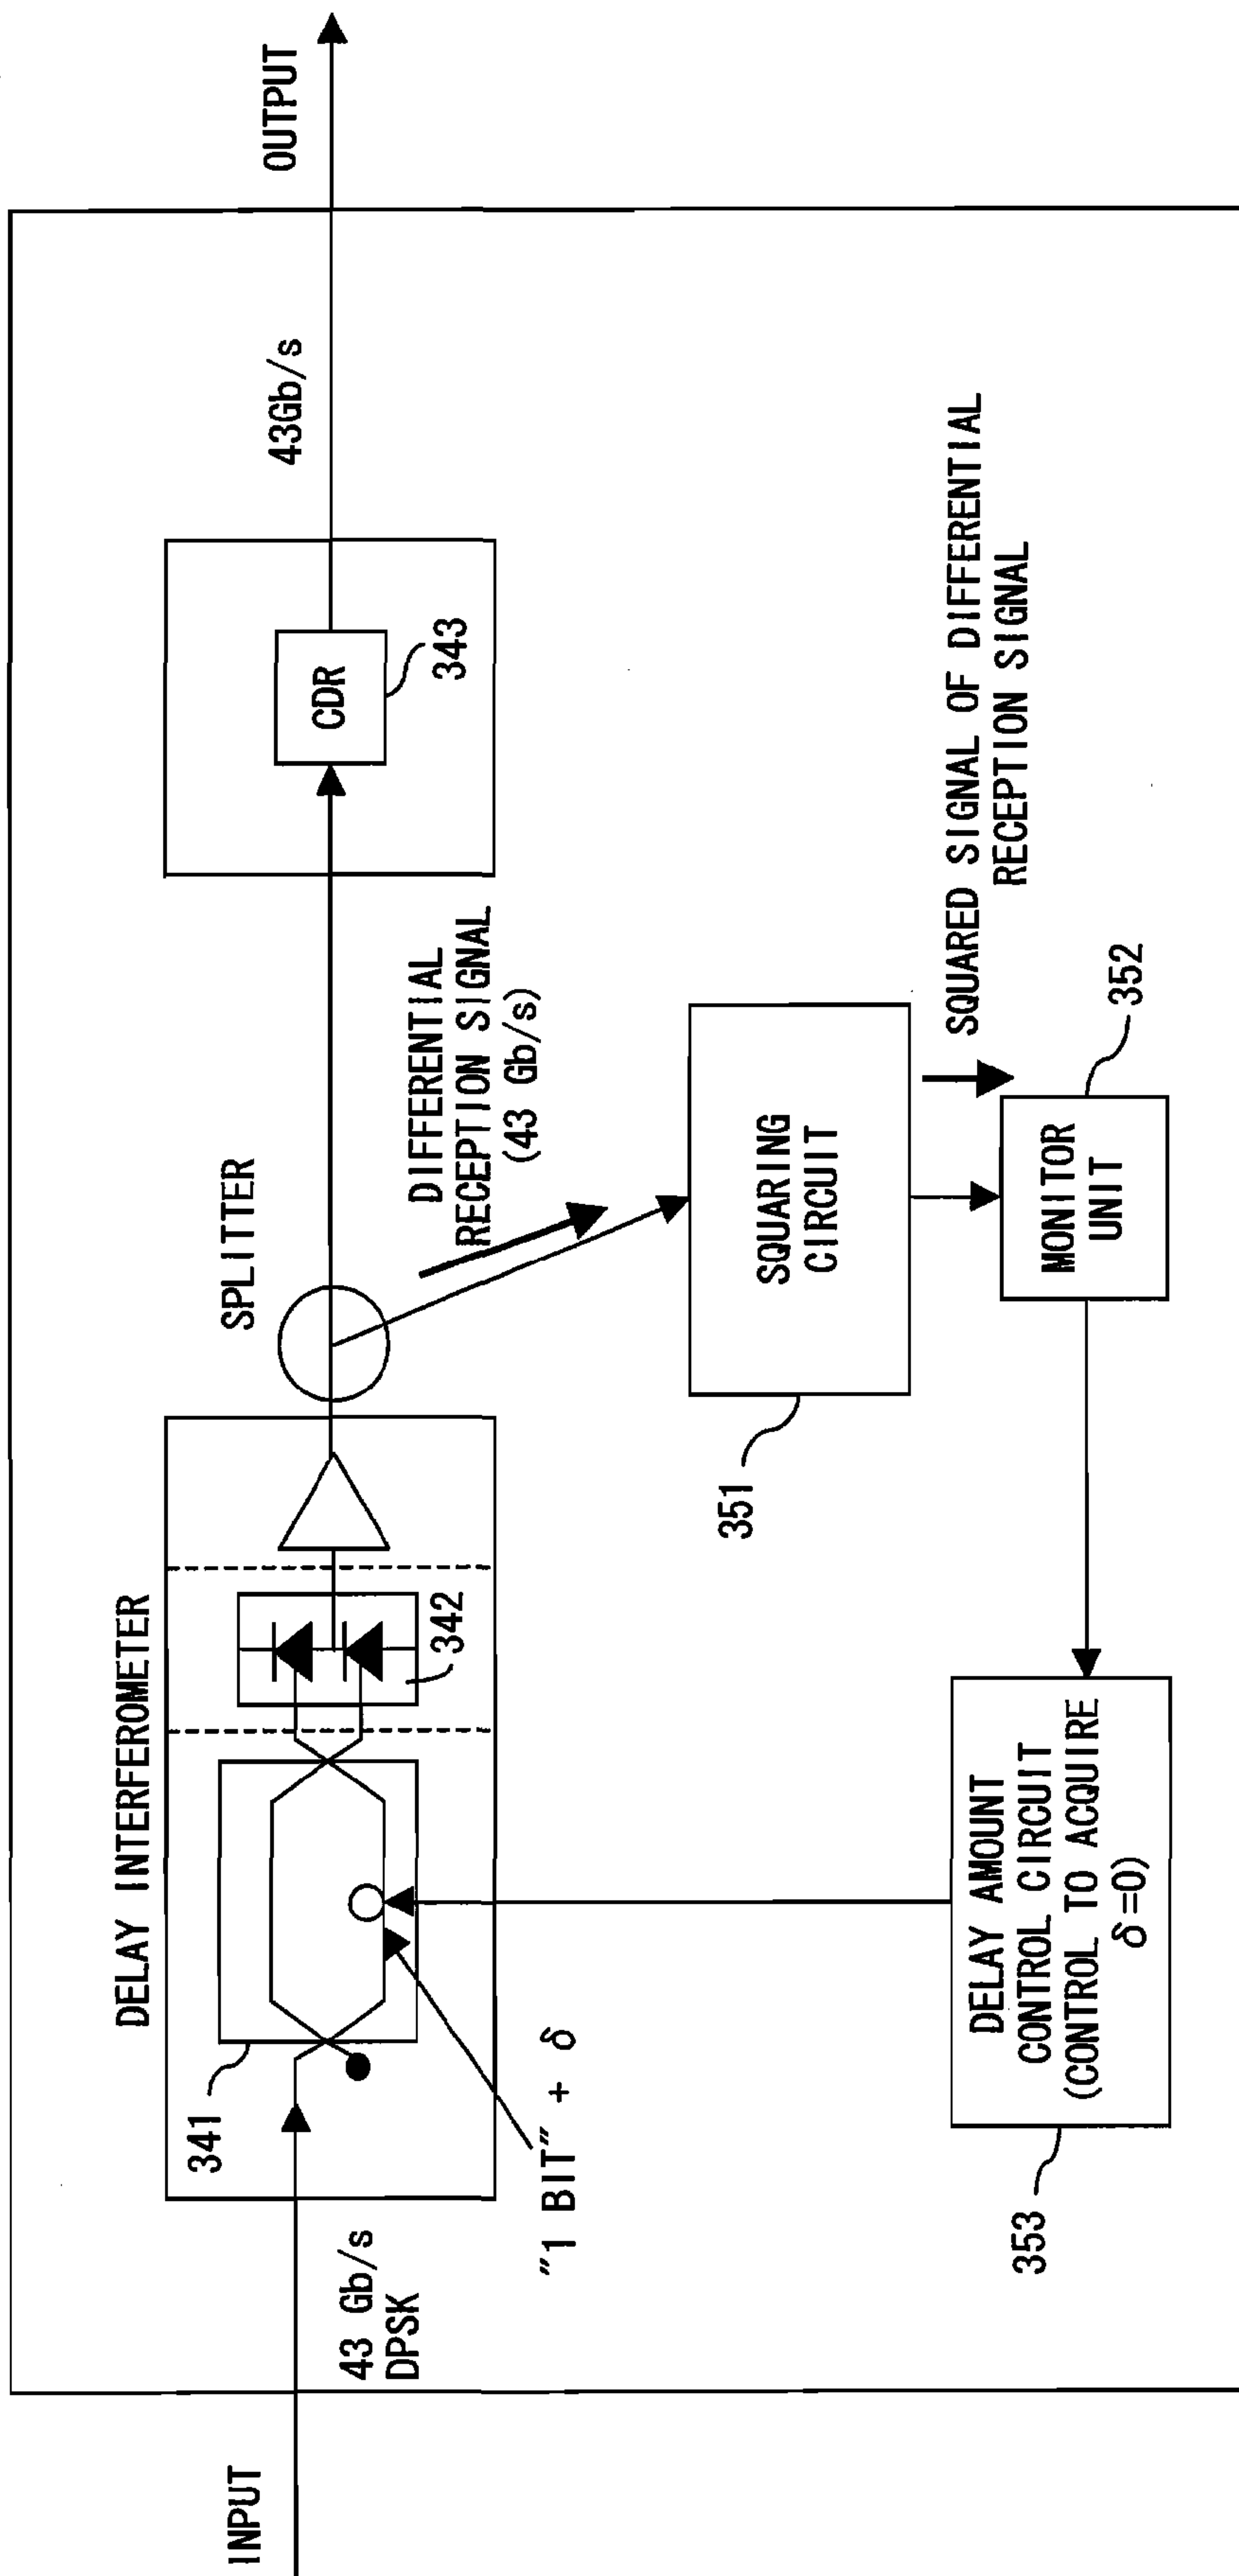 INPUT
43 Gb/s
DPSK
DELAY INTERFEROMETER
341
"1 BIT" + δ
342
SPLITTER
DIFFERENTIAL
RECEPTION SIGNAL
(43 Gb/s)
CDR
343
43Gb/s
OUTPUT
351
SQUARING
CIRCUIT
SQUARED SIGNAL OF DIFFERENTIAL
RECEPTION SIGNAL
MONITOR
UNIT
352
353
DELAY AMOUNT
CONTROL CIRCUIT
(CONTROL TO ACQUIRE
δ=0)